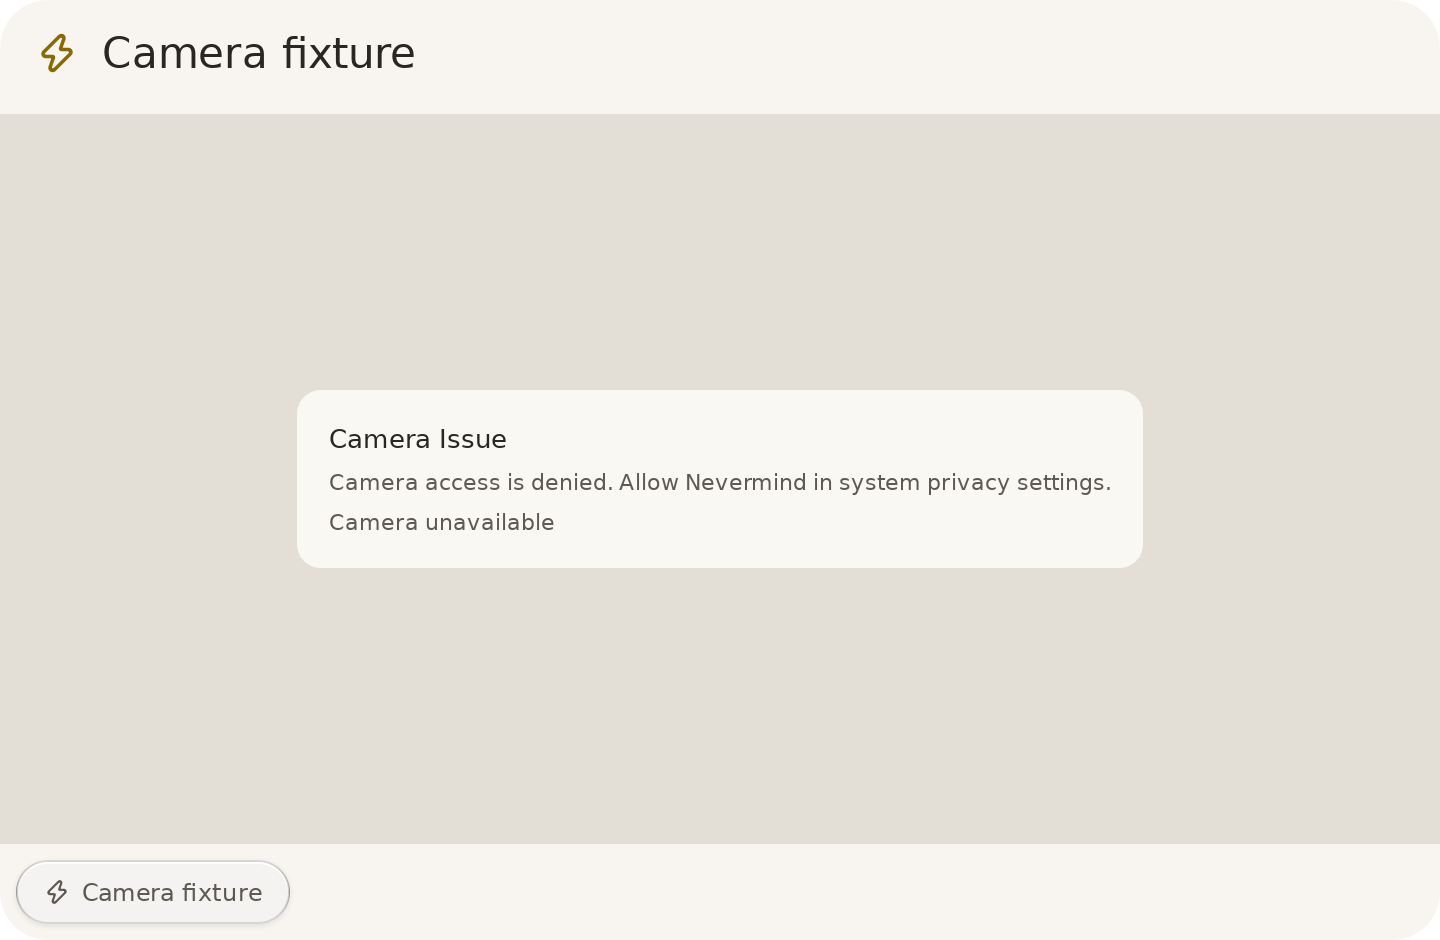 Camera fixture
Camera Issue
Camera access is denied. Allow Nevermind in system privacy settings.
Camera unavailable
Camera fixture